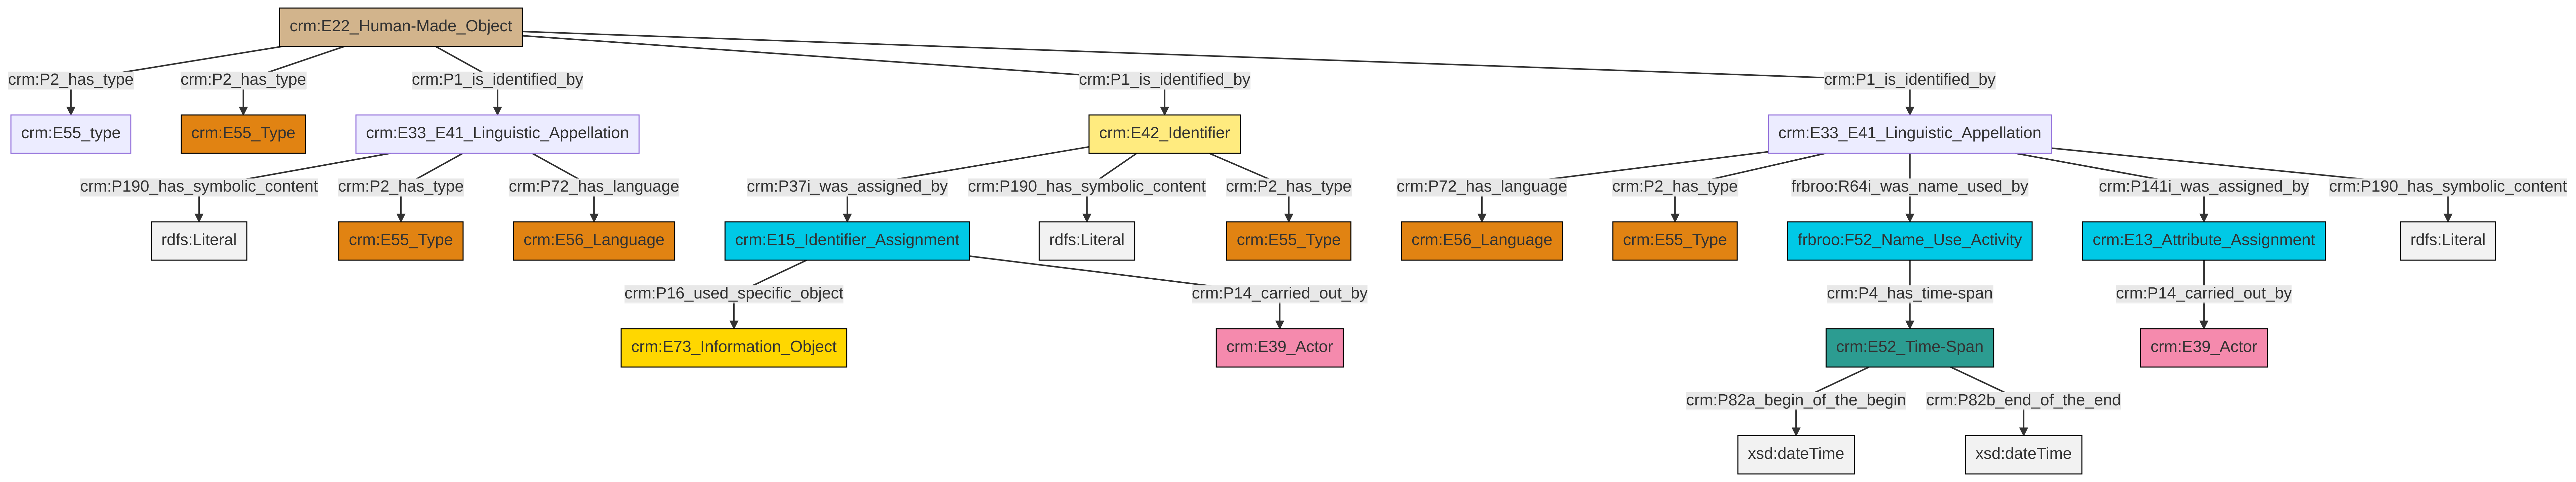 crm:E22_Human-Made_Object
crm:P2_has_type
crm:P2_has_type
crm:P1_is_identified_by
crm:P1_is_identified_by
crm:P1_is_identified_by
crm:E55_type
crm:E55_Type
crm:E33_E41_Linguistic_Appellation
crm:E42_Identifier
crm:E33_E41_Linguistic_Appellation
crm:P190_has_symbolic_content
crm:P2_has_type
crm:P72_has_language
crm:P37i_was_assigned_by
crm:P190_has_symbolic_content
crm:P2_has_type
crm:P72_has_language
crm:P2_has_type
frbroo:R64i_was_name_used_by
crm:P141i_was_assigned_by
crm:P190_has_symbolic_content
rdfs:Literal
crm:E55_Type
crm:E56_Language
crm:E15_Identifier_Assignment
rdfs:Literal
crm:E55_Type
crm:E56_Language
crm:E55_Type
frbroo:F52_Name_Use_Activity
crm:E13_Attribute_Assignment
rdfs:Literal
crm:P16_used_specific_object
crm:P14_carried_out_by
crm:P4_has_time-span
crm:P14_carried_out_by
crm:E73_Information_Object
crm:E39_Actor
crm:E52_Time-Span
crm:E39_Actor
crm:P82a_begin_of_the_begin
crm:P82b_end_of_the_end
xsd:dateTime
xsd:dateTime